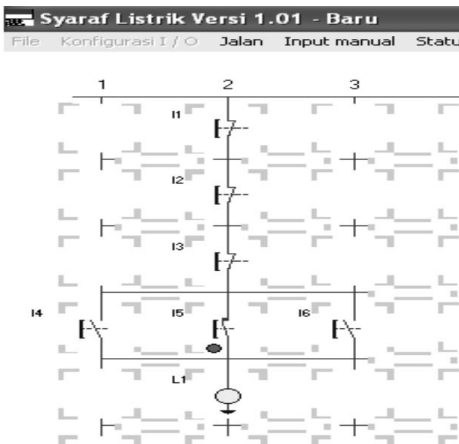 Syaraf Listrik Versi 1.01 - Baru
File Konfigurasi I / O Jalan Input manual Statu
1 2 3
I1
I2
I3
I4 I5 I6
L1